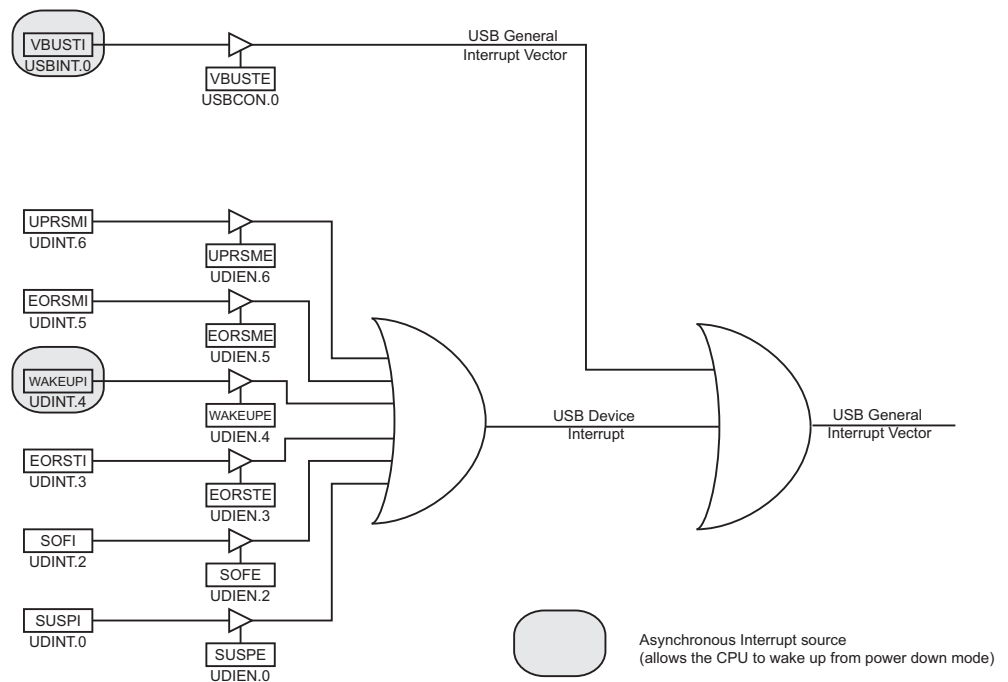 VBUSTI
USBINT.0
VBUSTE
USBCON.0
USB General
Interrupt Vector
UPRSMI
UDINT.6
UPRSME
UDIEN.6
EORSMI
UDINT.5
EORSME
UDIEN.5
WAKEUPI
UDINT.4
WAKEUPE
UDIEN.4
EORSTI
UDINT.3
EORSTE
UDIEN.3
SOFI
UDINT.2
SOFE
UDIEN.2
SUSPI
UDINT.0
SUSPE
UDIEN.0
USB Device
Interrupt
USB General
Interrupt Vector
Asynchronous Interrupt source
(allows the CPU to wake up from power down mode)